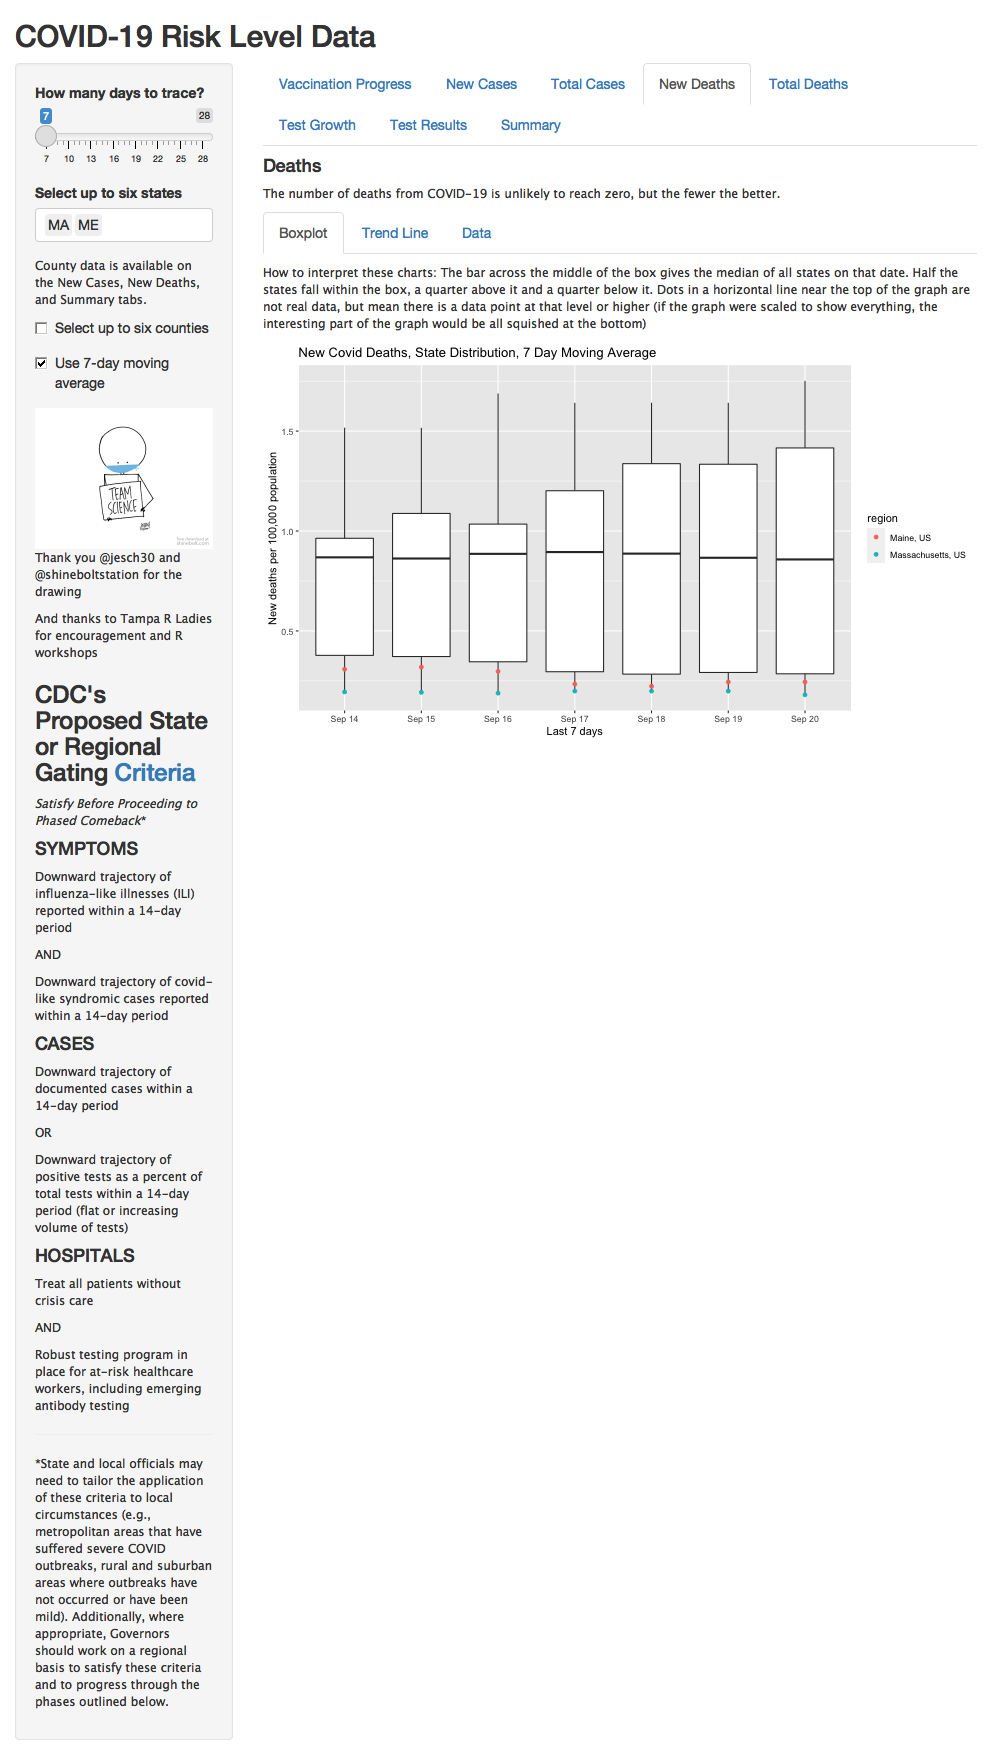 COVID-19 Risk Level Data
How many days to trace?
7 28
7 10 13 16 19 22 25 28
Select up to six states
MA ME
County data is available on
the New Cases, New Deaths,
and Summary tabs.
Select up to six counties
Use 7-day moving
average
TEAM
SCIENCE
free download at
shinebolt.com
Thank you @jesch30 and
@shineboltstation for the
drawing
And thanks to Tampa R Ladies
for encouragement and R
workshops
CDC's
Proposed State
or Regional
Gating Criteria
Satisfy Before Proceeding to
Phased Comeback*
SYMPTOMS
Downward trajectory of
influenza-like illnesses (ILI)
reported within a 14-day
period
AND
Downward trajectory of covid-
like syndromic cases reported
within a 14-day period
CASES
Downward trajectory of
documented cases within a
14-day period
OR
Downward trajectory of
positive tests as a percent of
total tests within a 14-day
period (flat or increasing
volume of tests)
HOSPITALS
Treat all patients without
crisis care
AND
Robust testing program in
place for at-risk healthcare
workers, including emerging
antibody testing
*State and local officials may
need to tailor the application
of these criteria to local
circumstances (e.g.,
metropolitan areas that have
suffered severe COVID
outbreaks, rural and suburban
areas where outbreaks have
not occurred or have been
mild). Additionally, where
appropriate, Governors
should work on a regional
basis to satisfy these criteria
and to progress through the
phases outlined below.
Vaccination Progress New Cases Total Cases New Deaths Total Deaths
Test Growth Test Results Summary
Deaths
The number of deaths from COVID-19 is unlikely to reach zero, but the fewer the better.
Boxplot Trend Line Data
How to interpret these charts: The bar across the middle of the box gives the median of all states on that date. Half the
states fall within the box, a quarter above it and a quarter below it. Dots in a horizontal line near the top of the graph are
not real data, but mean there is a data point at that level or higher (if the graph were scaled to show everything, the
interesting part of the graph would be all squished at the bottom)
New Covid Deaths, State Distribution, 7 Day Moving Average
New deaths per 100,000 population
1.5
1.0
0.5
Sep 14 Sep 15 Sep 16 Sep 17 Sep 18 Sep 19 Sep 20
Last 7 days
region
Maine, US
Massachusetts, US